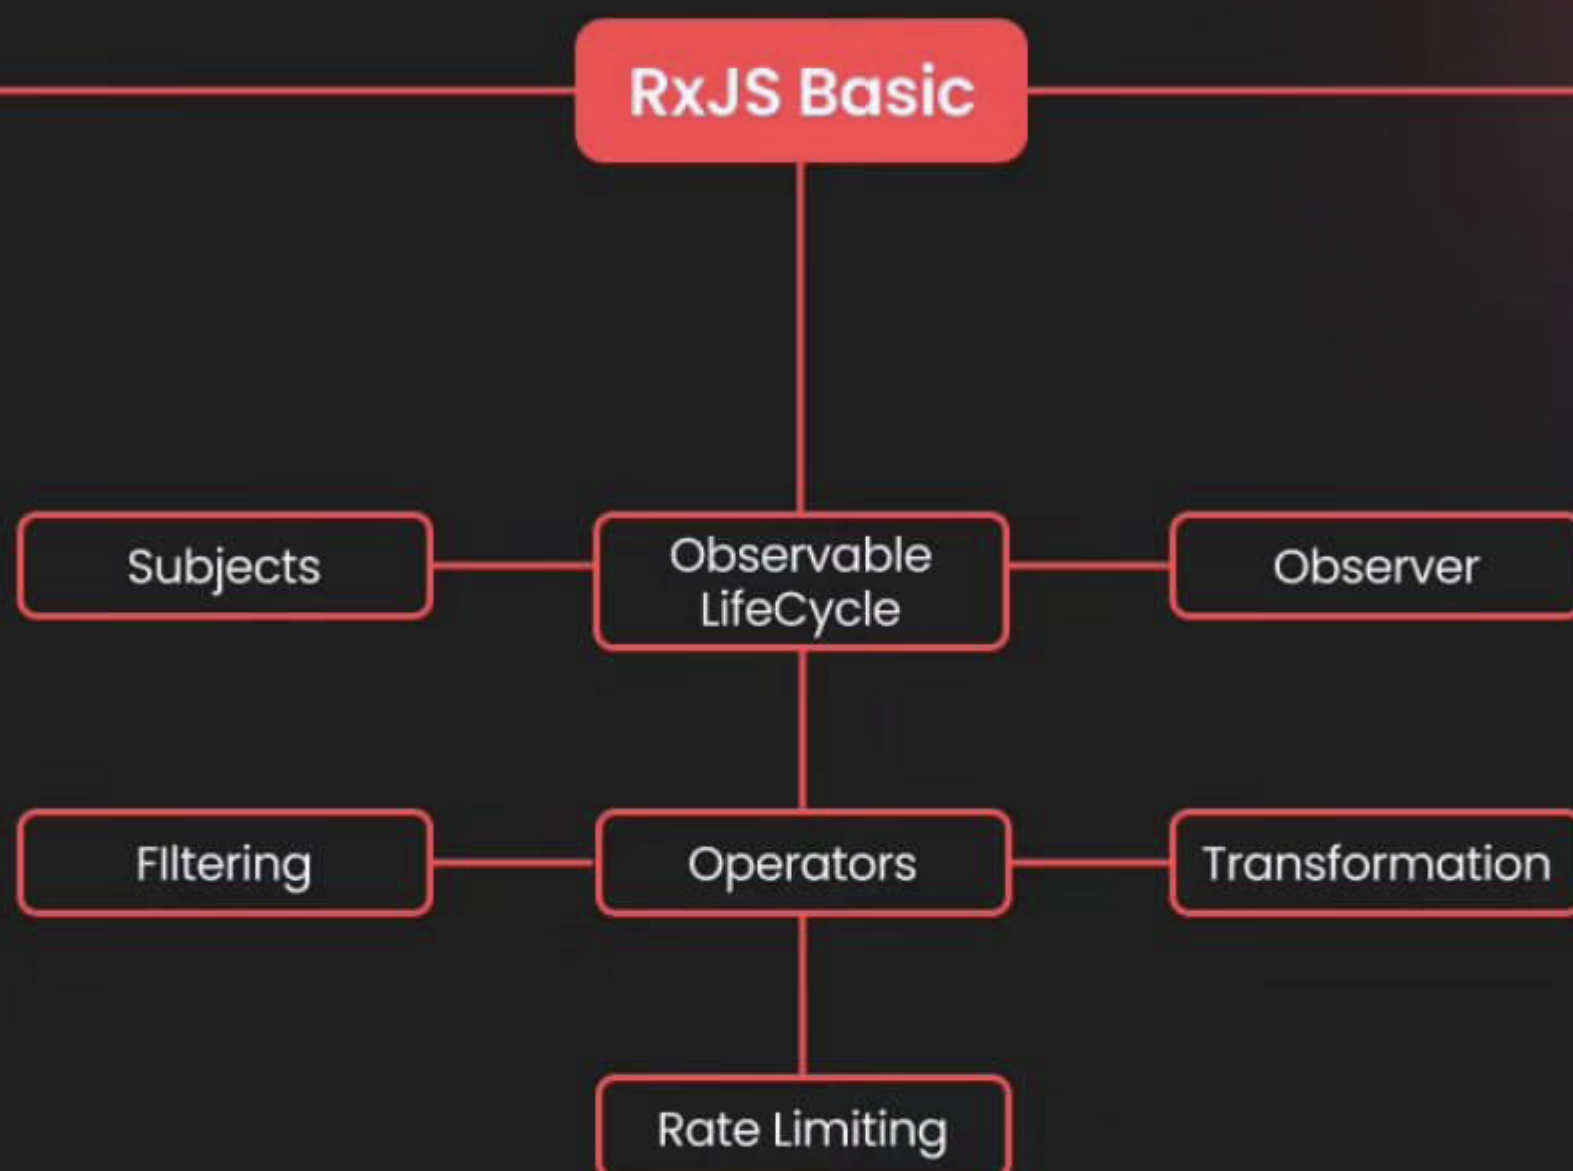 RxJS Basic
Subjects
Observable
LifeCycle
Observer
FIltering
Operators
Transformation
Rate Limiting